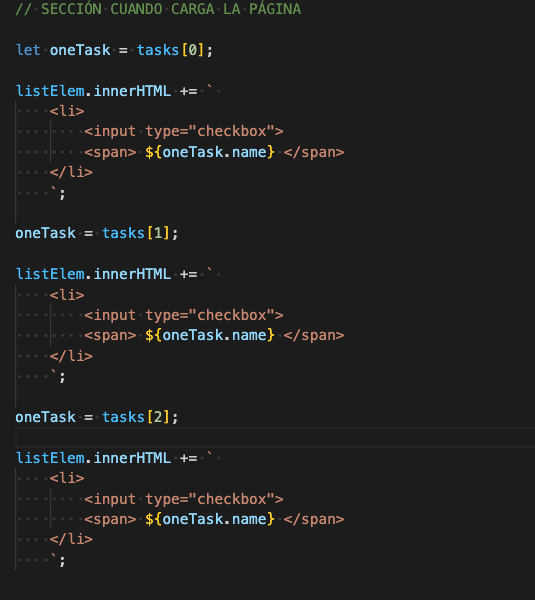 // SECCIÓN CUANDO CARGA LA PÁGINA
let oneTask = tasks[0];
listElem.innerHTML += `
<li>
<input type="checkbox">
<span> ${oneTask.name} </span>
</li>
`;
oneTask = tasks[1];
listElem.innerHTML += `
<li>
<input type="checkbox">
<span> ${oneTask.name} </span>
</li>
`;
oneTask = tasks[2];
listElem.innerHTML += `
<li>
<input type="checkbox">
<span> ${oneTask.name} </span>
</li>
`;